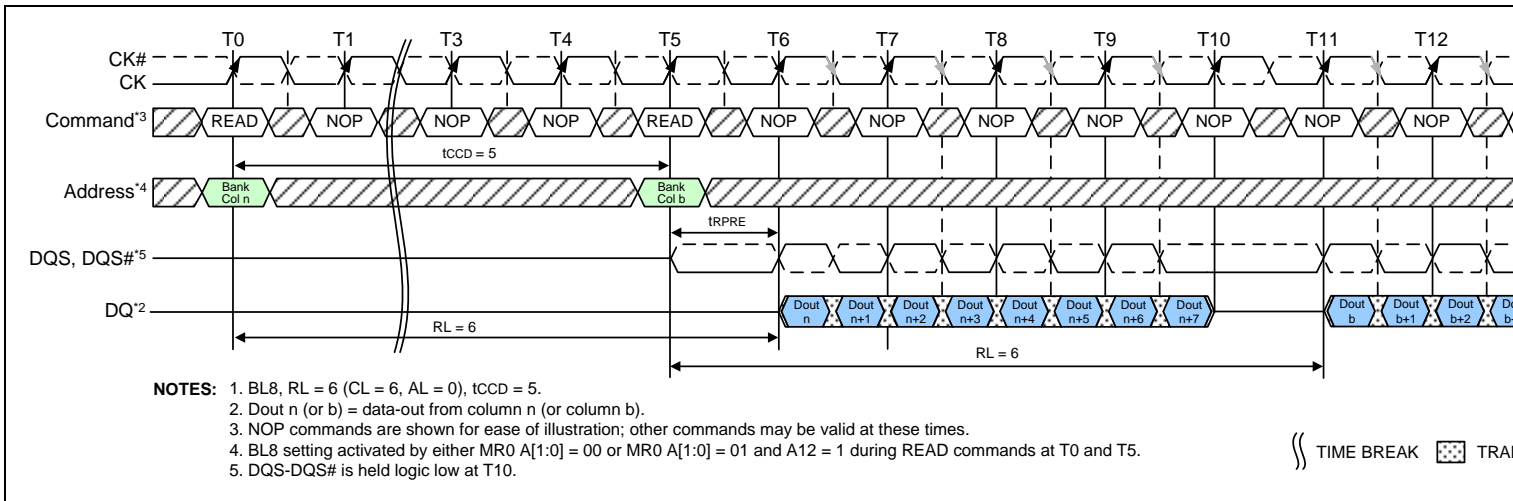 T0 T1 T3 T4 T5 T6 T7 T8 T9 T10 T11 T12
CK#
CK
Command*3 READ NOP NOP NOP READ NOP NOP NOP NOP NOP NOP NOP
tCCD = 5
Address*4 Bank Col n Bank Col b
tRPRE
DQS, DQS#*5
DQ*2 Dout n Dout n+1 Dout n+2 Dout n+3 Dout n+4 Dout n+5 Dout n+6 Dout n+7 Dout b Dout b+1 Dout b+2
RL = 6
RL = 6
NOTES: 1. BL8, RL = 6 (CL = 6, AL = 0), tCCD = 5.
2. Dout n (or b) = data-out from column n (or column b).
3. NOP commands are shown for ease of illustration; other commands may be valid at these times.
4. BL8 setting activated by either MR0 A[1:0] = 00 or MR0 A[1:0] = 01 and A12 = 1 during READ commands at T0 and T5.
5. DQS-DQS# is held logic low at T10.
TIME BREAK